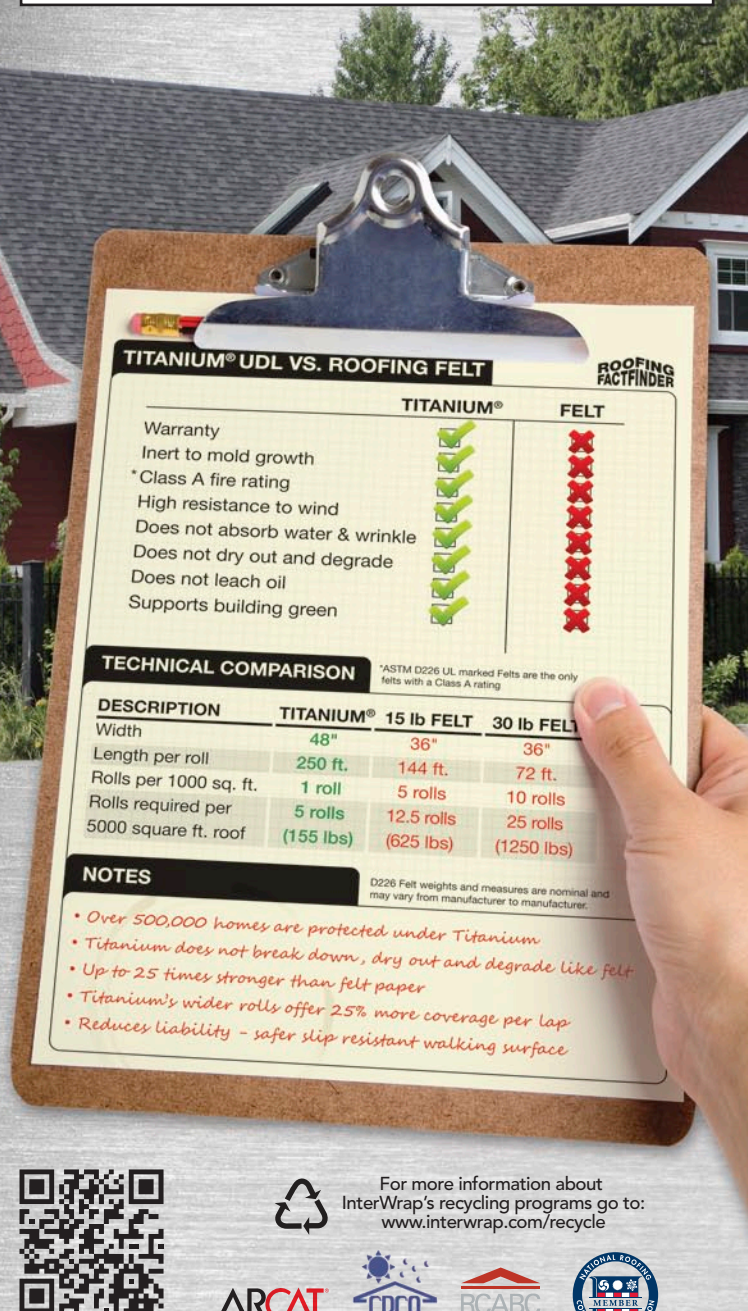 TITANIUM® UDL VS. ROOFING FELT
ROOFING
FACTFINDER
TITANIUM® FELT
Warranty
Inert to mold growth
*Class A fire rating
High resistance to wind
Does not absorb water & wrinkle
Does not dry out and degrade
Does not leach oil
Supports building green
TECHNICAL COMPARISON
*ASTM D226 UL marked Felts are the only
felts with a Class A rating
DESCRIPTION TITANIUM® 15 lb FELT 30 lb FELT
Width 48" 36" 36"
Length per roll 250 ft. 144 ft. 72 ft.
Rolls per 1000 sq. ft. 1 roll 5 rolls 10 rolls
Rolls required per 5 rolls 12.5 rolls 25 rolls
5000 square ft. roof (155 lbs) (625 lbs) (1250 lbs)
NOTES
D226 Felt weights and measures are nominal and
may vary from manufacturer to manufacturer.
• Over 500,000 homes are protected under Titanium
• Titanium does not break down, dry out and degrade like felt
• Up to 25 times stronger than felt paper
• Titanium's wider rolls offer 25% more coverage per lap
• Reduces liability - safer slip resistant walking surface
For more information about
InterWrap's recycling programs go to:
www.interwrap.com/recycle
ARCAT
RCABC
NATIONAL ROOFING
MEMBER